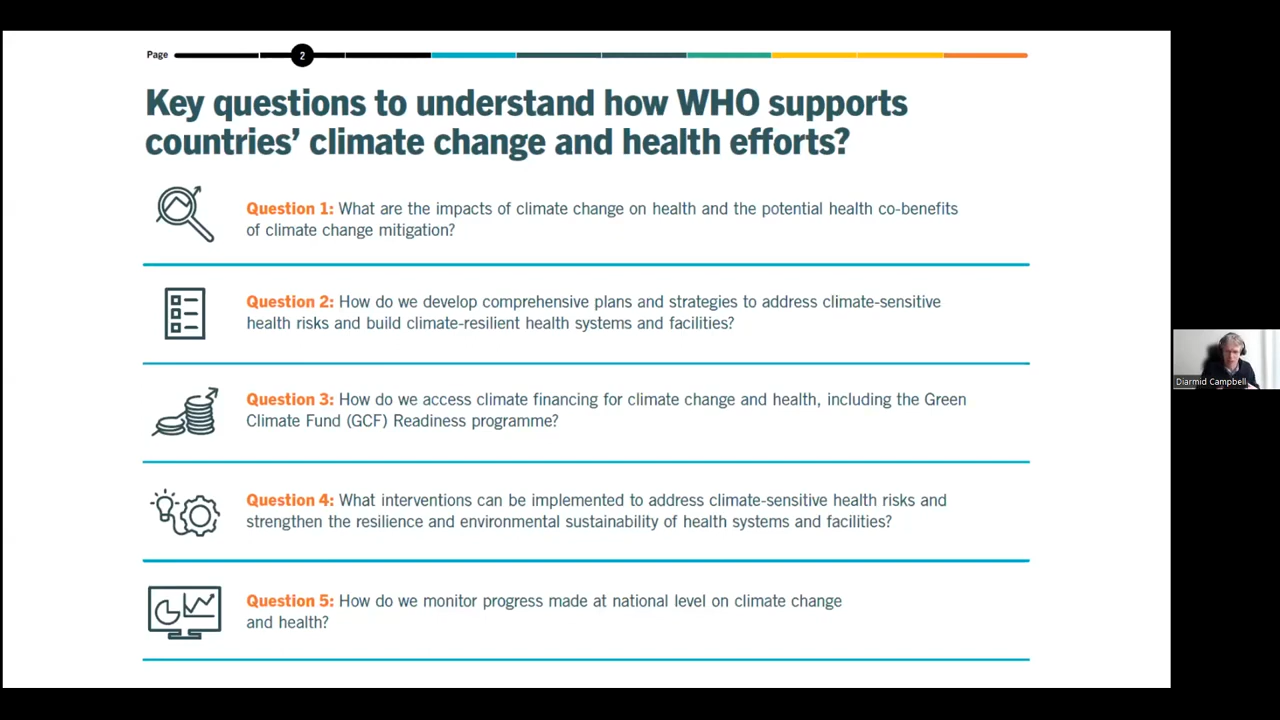 Page
2
Key questions to understand how WHO supports
countries’ climate change and health efforts?
Question 1: What are the impacts of climate change on health and the potential health co-benefits
of climate change mitigation?
Question 2: How do we develop comprehensive plans and strategies to address climate-sensitive
health risks and build climate-resilient health systems and facilities?
Question 3: How do we access climate financing for climate change and health, including the Green
Climate Fund (GCF) Readiness programme?
Question 4: What interventions can be implemented to address climate-sensitive health risks and
strengthen the resilience and environmental sustainability of health systems and facilities?
Question 5: How do we monitor progress made at national level on climate change
and health?
Diarmid Campbell